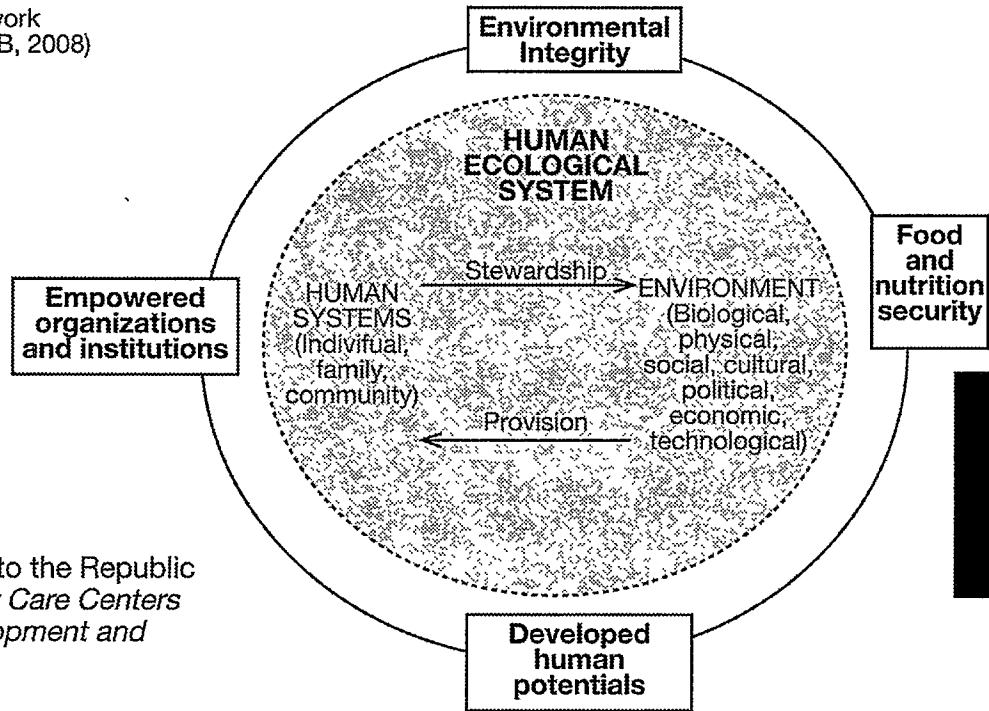 work
B, 2008)
Environmental
Integrity
HUMAN
ECOLOGICAL
SYSTEM
Food
and
nutrition
security
Stewardship
Empowered
organizations
and institutions
HUMAN
SYSTEMS
(Indivifual,
family,
community)
ENVIRONMENT
(Biological,
physical,
social, cultural,
political,
economic,
technological)
Provision
to the Republic
Care Centers
opment and
Developed
human
potentials